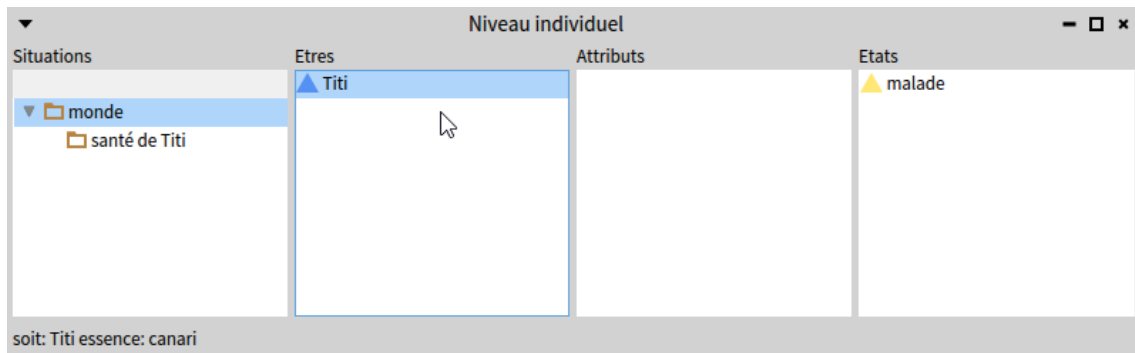 Niveau individuel
Situations Etres Attributs Etats
Titi malade
monde
santé de Titi
soit: Titi essence: canari